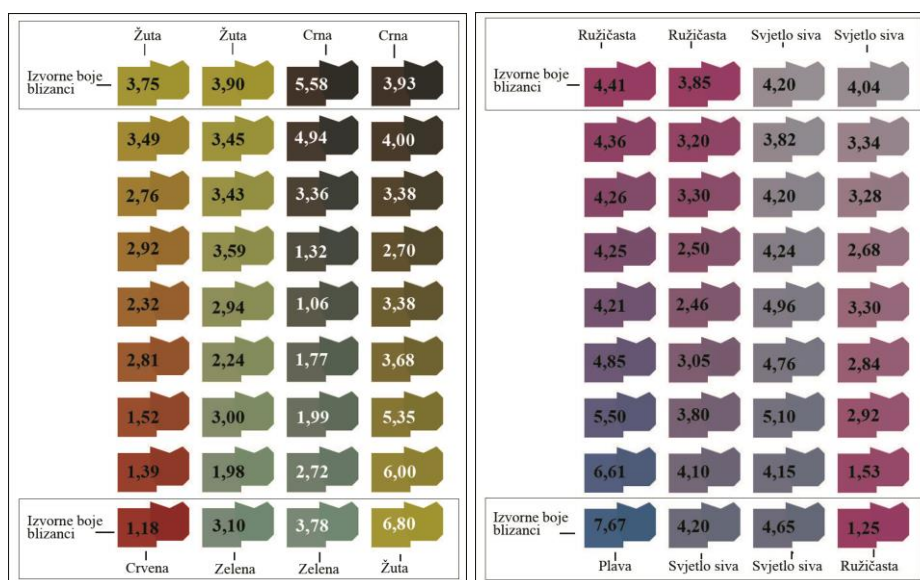 Žuta Žuta Crna Crna
Izvorne boje
blizanci
3,75 3,90 5,58 3,93
3,49 3,45 4,94 4,00
2,76 3,43 3,36 3,38
2,92 3,59 1,32 2,70
2,32 2,94 1,06 3,38
2,81 2,24 1,77 3,68
1,52 3,00 1,99 5,35
1,39 1,98 2,72 6,00
Izvorne boje
blizanci
1,18 3,10 3,78 6,80
Crvena Zelena Zelena Žuta
Ružičasta Ružičasta Svjetlo siva Svjetlo siva
Izvorne boje
blizanci
4,41 3,85 4,20 4,04
4,36 3,20 3,82 3,34
4,26 3,30 4,20 3,28
4,25 2,50 4,24 2,68
4,21 2,46 4,96 3,30
4,85 3,05 4,76 2,84
5,50 3,80 5,10 2,92
6,61 4,10 4,15 1,53
Izvorne boje
blizanci
7,67 4,20 4,65 1,25
Plava Svjetlo siva Svjetlo siva Ružičasta